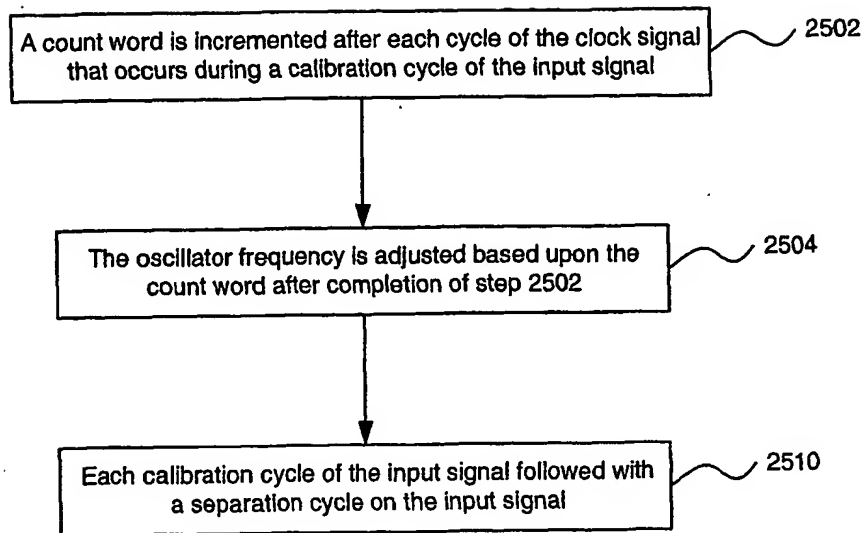 A count word is incremented after each cycle of the clock signal
that occurs during a calibration cycle of the input signal
2502
The oscillator frequency is adjusted based upon the
count word after completion of step 2502
2504
Each calibration cycle of the input signal followed with
a separation cycle on the input signal
2510